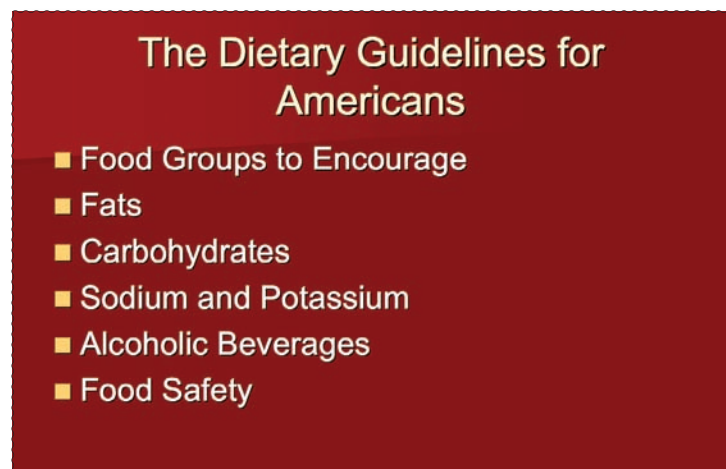 The Dietary Guidelines for
Americans
Food Groups to Encourage
Fats
Carbohydrates
Sodium and Potassium
Alcoholic Beverages
Food Safety